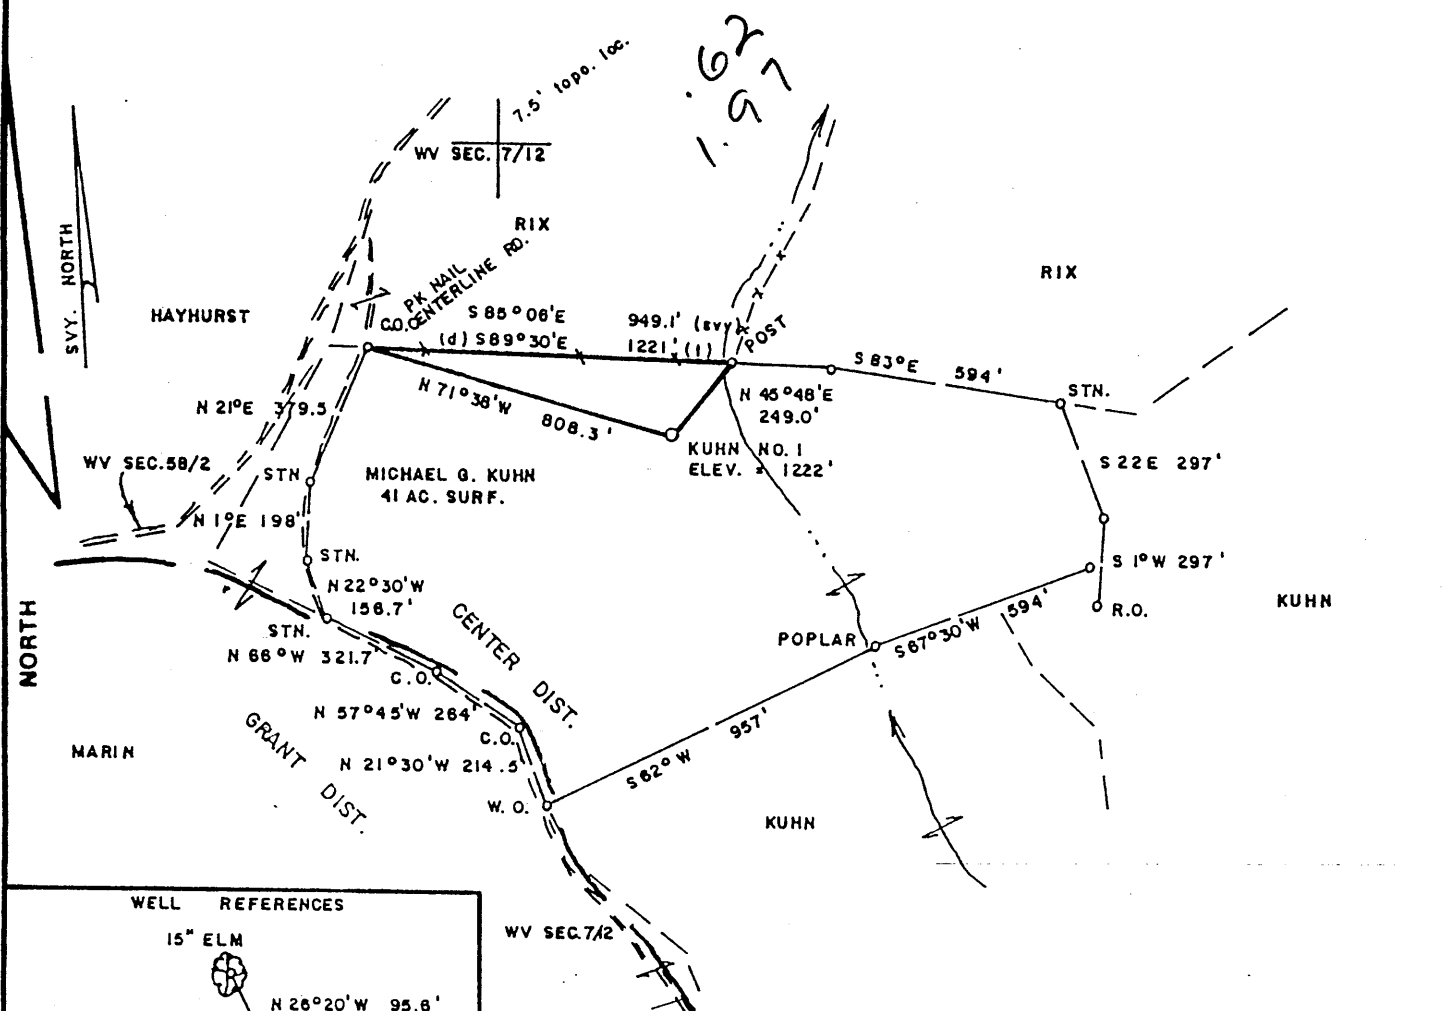 .62
1.97
7.5' topo. loc.
WV SEC. 7/12
RIX
SVY. NORTH
HAYHURST
PK NAIL
C.O. CENTERLINE RD.
S 85° 06'E
949.1' (svy)
(d) S 89° 30'E
1221' (1)
POST
RIX
S 83°E 594'
STN.
N 71° 38'W 808.3'
N 45° 48'E
249.0'
N 21°E 379.5
KUHN NO. 1
ELEV. = 1222'
WV SEC. 58/2
STN
MICHAEL G. KUHN
41 AC. SURF.
S 22 E 297'
N 1°E 198'
STN.
N 22° 30'W
156.7'
S 1°W 297'
R.O.
KUHN
NORTH
STN.
CENTER DIST.
POPLAR
S 67° 30'W 594'
N 66° W 321.7'
C.O.
N 57° 45'W 264'
C.O.
GRANT DIST.
MARIN
N 21° 30'W 214.5
S 62° W 957'
W. O.
KUHN
WELL REFERENCES
15" ELM
WV SEC. 7/12
N 26° 20'W 95.6'